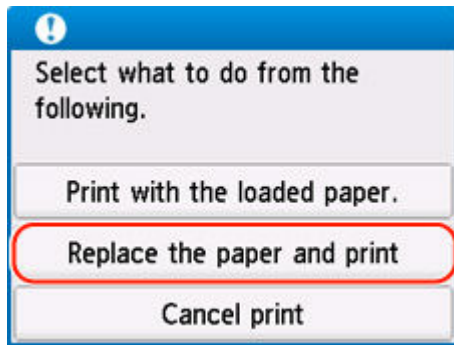 Select what to do from the
following.
Print with the loaded paper.
Replace the paper and print
Cancel print